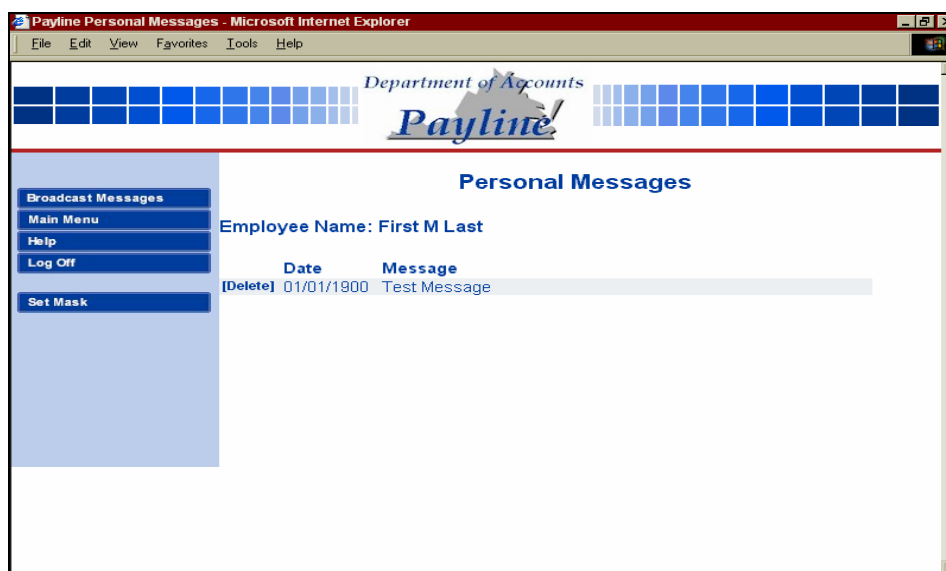 Payline Personal Messages - Microsoft Internet Explorer
File Edit View Favorites Tools Help
Department of Accounts
Payline
Personal Messages
Broadcast Messages
Main Menu
Help
Log Off
Set Mask
Employee Name: First M Last
Date Message
[Delete] 01/01/1900 Test Message